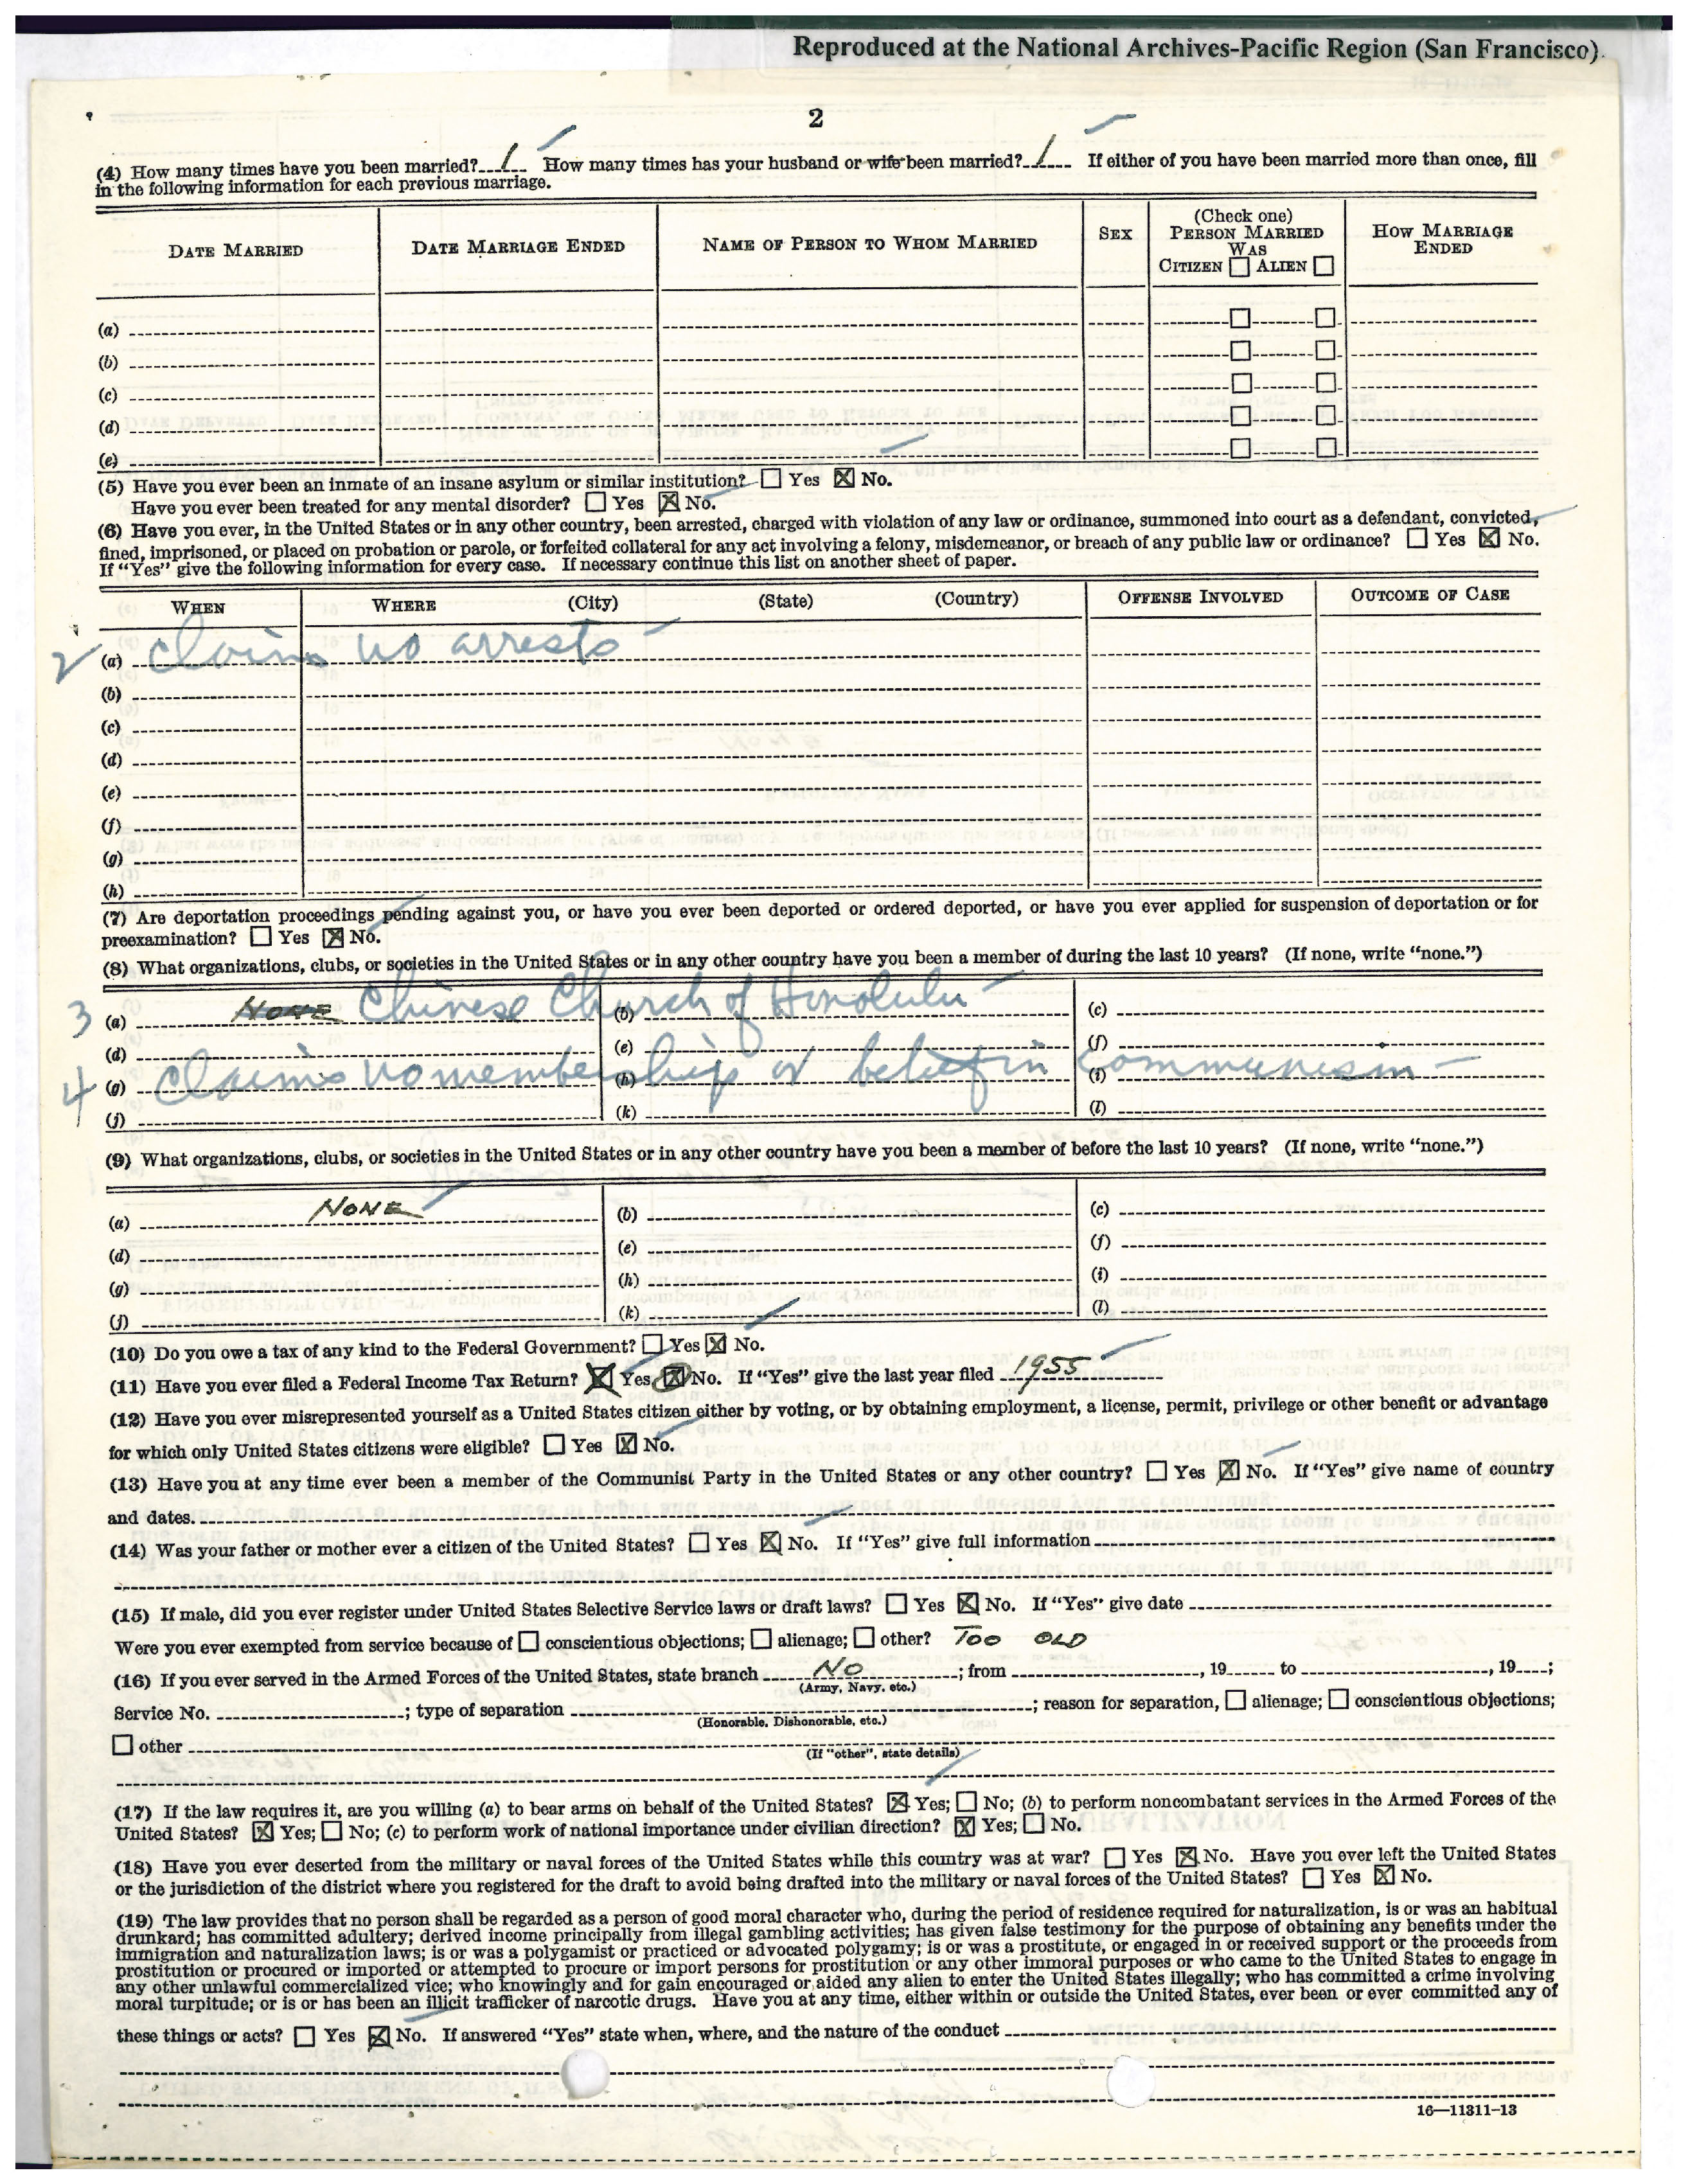 Reproduced at the National Archives-Pacific Region (San Francisco).
2
(4) How many times have you been married? 1 How many times has your husband or wife been married? 1 If either of you have been married more than once, fill
in the following information for each previous marriage.
DATE MARRIED
DATE MARRIAGE ENDED
NAME OF PERSON TO WHOM MARRIED
SEX
(Check one)
PERSON MARRIED
WAS
CITIZEN ☐ ALIEN ☐
HOW MARRIAGE
ENDED
(a) ☐ ☐
(b) ☐ ☐
(c) ☐ ☐
(d) ☐ ☐
(e) ☐ ☐
(5) Have you ever been an inmate of an insane asylum or similar institution? ☐ Yes ☒ No.
Have you ever been treated for any mental disorder? ☐ Yes ☒ No.
(6) Have you ever, in the United States or in any other country, been arrested, charged with violation of any law or ordinance, summoned into court as a defendant, convicted,
fined, imprisoned, or placed on probation or parole, or forfeited collateral for any act involving a felony, misdemeanor, or breach of any public law or ordinance? ☐ Yes ☒ No.
If "Yes" give the following information for every case. If necessary continue this list on another sheet of paper.
WHEN
WHERE (City) (State) (Country)
OFFENSE INVOLVED
OUTCOME OF CASE
2 (a) Claims no arrests
(b)
(c)
(d)
(e)
(f)
(g)
(h)
(7) Are deportation proceedings pending against you, or have you ever been deported or ordered deported, or have you ever applied for suspension of deportation or for
preexamination? ☐ Yes ☒ No.
(8) What organizations, clubs, or societies in the United States or in any other country have you been a member of during the last 10 years? (If none, write "none.")
3 (a) NONE Chinese Church of Honolulu (b) (c)
(d) (e) (f)
4 (g) Claims no membership or belief in Communism (h) (i)
(j) (k) (l)
(9) What organizations, clubs, or societies in the United States or in any other country have you been a member of before the last 10 years? (If none, write "none.")
(a) NONE (b) (c)
(d) (e) (f)
(g) (h) (i)
(j) (k) (l)
(10) Do you owe a tax of any kind to the Federal Government? ☐ Yes ☒ No.
(11) Have you ever filed a Federal Income Tax Return? ☒ Yes ☒ No. If "Yes" give the last year filed 1955
(12) Have you ever misrepresented yourself as a United States citizen either by voting, or by obtaining employment, a license, permit, privilege or other benefit or advantage
for which only United States citizens were eligible? ☐ Yes ☒ No.
(13) Have you at any time ever been a member of the Communist Party in the United States or any other country? ☐ Yes ☒ No. If "Yes" give name of country
and dates.
(14) Was your father or mother ever a citizen of the United States? ☐ Yes ☒ No. If "Yes" give full information
(15) If male, did you ever register under United States Selective Service laws or draft laws? ☐ Yes ☒ No. If "Yes" give date
Were you ever exempted from service because of ☐ conscientious objections; ☐ alienage; ☐ other? TOO OLD
(16) If you ever served in the Armed Forces of the United States, state branch NO ; from , 19 to , 19 ;
(Army, Navy, etc.)
Service No. ; type of separation ; reason for separation, ☐ alienage; ☐ conscientious objections;
(Honorable, Dishonorable, etc.)
☐ other
(If "other", state details)
(17) If the law requires it, are you willing (a) to bear arms on behalf of the United States? ☒ Yes; ☐ No; (b) to perform noncombatant services in the Armed Forces of the
United States? ☒ Yes; ☐ No; (c) to perform work of national importance under civilian direction? ☒ Yes; ☐ No.
(18) Have you ever deserted from the military or naval forces of the United States while this country was at war? ☐ Yes ☒ No. Have you ever left the United States
or the jurisdiction of the district where you registered for the draft to avoid being drafted into the military or naval forces of the United States? ☐ Yes ☒ No.
(19) The law provides that no person shall be regarded as a person of good moral character who, during the period of residence required for naturalization, is or was an habitual
drunkard; has committed adultery; derived income principally from illegal gambling activities; has given false testimony for the purpose of obtaining any benefits under the
immigration and naturalization laws; is or was a polygamist or practiced or advocated polygamy; is or was a prostitute, or engaged in or received support or the proceeds from
prostitution or procured or imported or attempted to procure or import persons for prostitution or any other immoral purposes or who came to the United States to engage in
any other unlawful commercialized vice; who knowingly and for gain encouraged or aided any alien to enter the United States illegally; who has committed a crime involving
moral turpitude; or is or has been an illicit trafficker of narcotic drugs. Have you at any time, either within or outside the United States, ever been or ever committed any of
these things or acts? ☐ Yes ☒ No. If answered "Yes" state when, where, and the nature of the conduct
16—11311-13